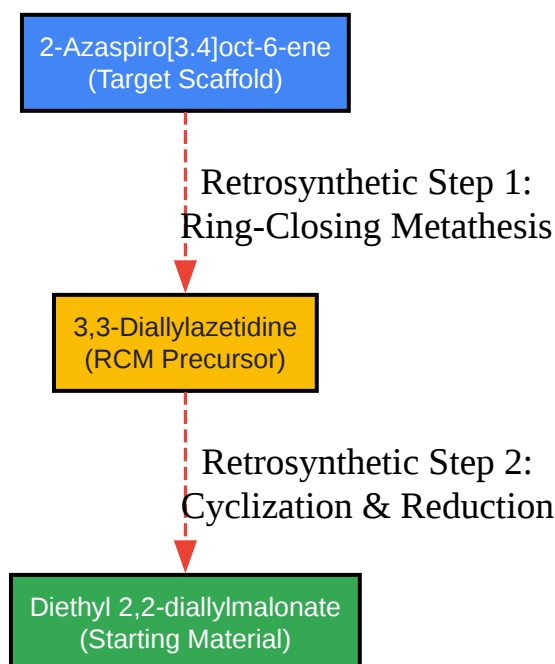 2-Azaspiro[3.4]oct-6-ene
(Target Scaffold)
Retrosynthetic Step 1:
Ring-Closing Metathesis
3,3-Diallylazetidine
(RCM Precursor)
Retrosynthetic Step 2:
Cyclization & Reduction
Diethyl 2,2-diallylmalonate
(Starting Material)